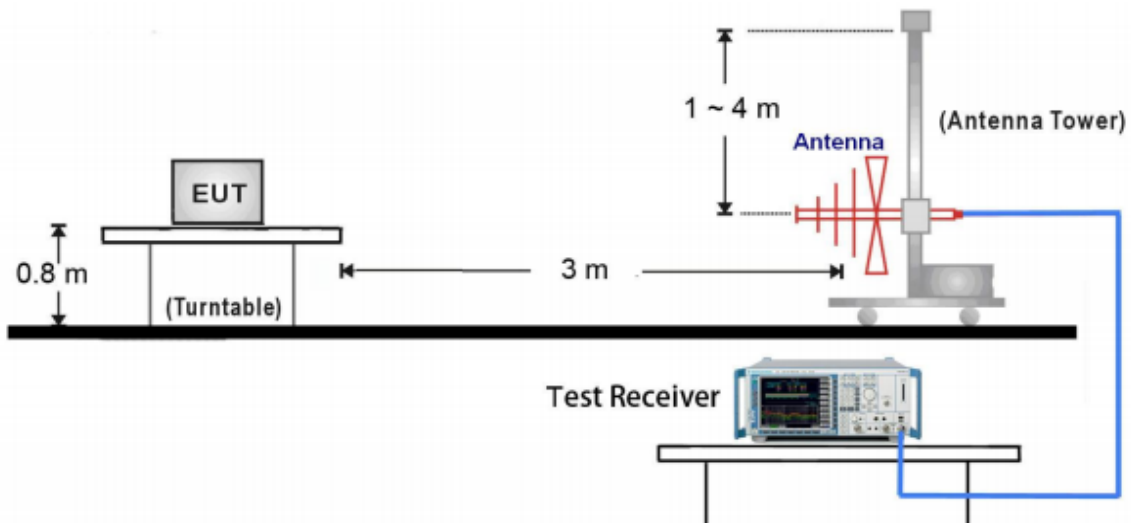 1 ~ 4 m
(Antenna Tower)
Antenna
EUT
0.8 m
3 m
(Turntable)
Test Receiver